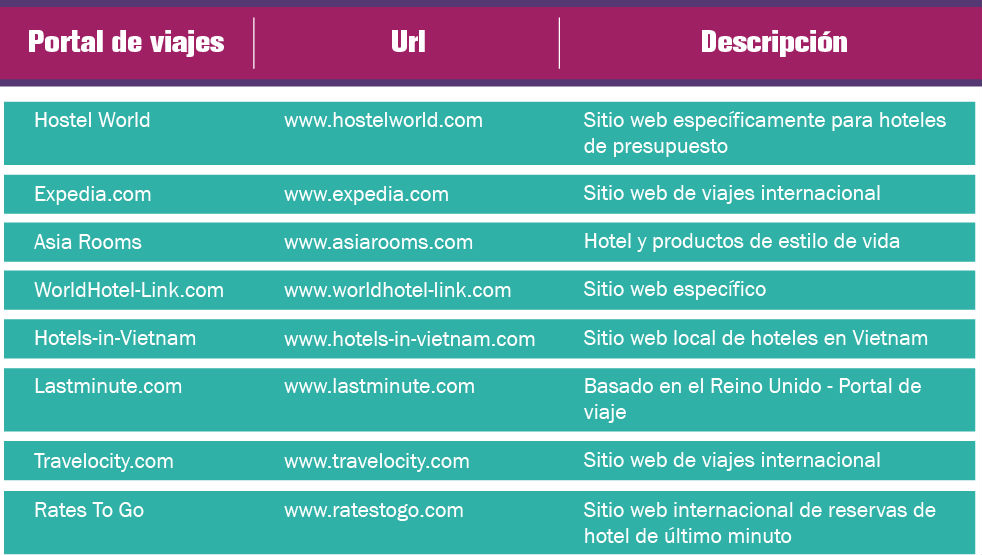 Portal de viajes Url Descripción
Hostel World www.hostelworld.com Sitio web específicamente para hoteles
de presupuesto
Expedia.com www.expedia.com Sitio web de viajes internacional
Asia Rooms www.asiarooms.com Hotel y productos de estilo de vida
WorldHotel-Link.com www.worldhotel-link.com Sitio web específico
Hotels-in-Vietnam www.hotels-in-vietnam.com Sitio web local de hoteles en Vietnam
Lastminute.com www.lastminute.com Basado en el Reino Unido - Portal de
viaje
Travelocity.com www.travelocity.com Sitio web de viajes internacional
Rates To Go www.ratestogo.com Sitio web internacional de reservas de
hotel de último minuto